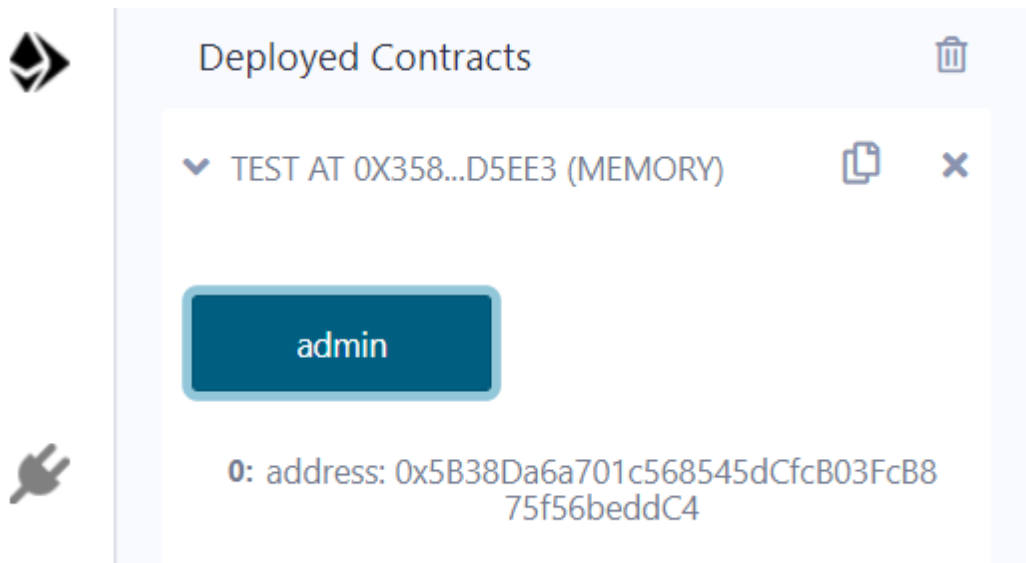 Deployed Contracts
TEST AT 0X358...D5EE3 (MEMORY)
admin
0: address: 0x5B38Da6a701c568545dCfcB03FcB8
75f56beddC4